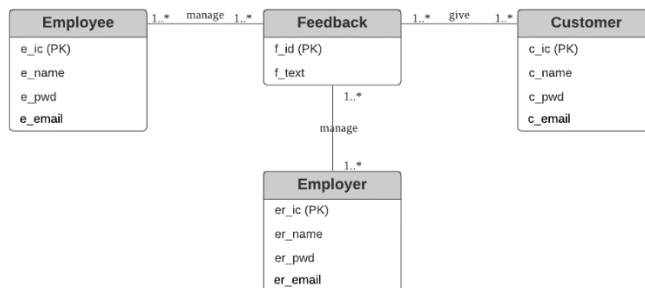 Employee
e_ic (PK)
e_name
e_pwd
e_email
1..* manage 1..*
Feedback
f_id (PK)
f_text
1..* give 1..*
Customer
c_ic (PK)
c_name
c_pwd
c_email
1..*
manage
1..*
Employer
er_ic (PK)
er_name
er_pwd
er_email